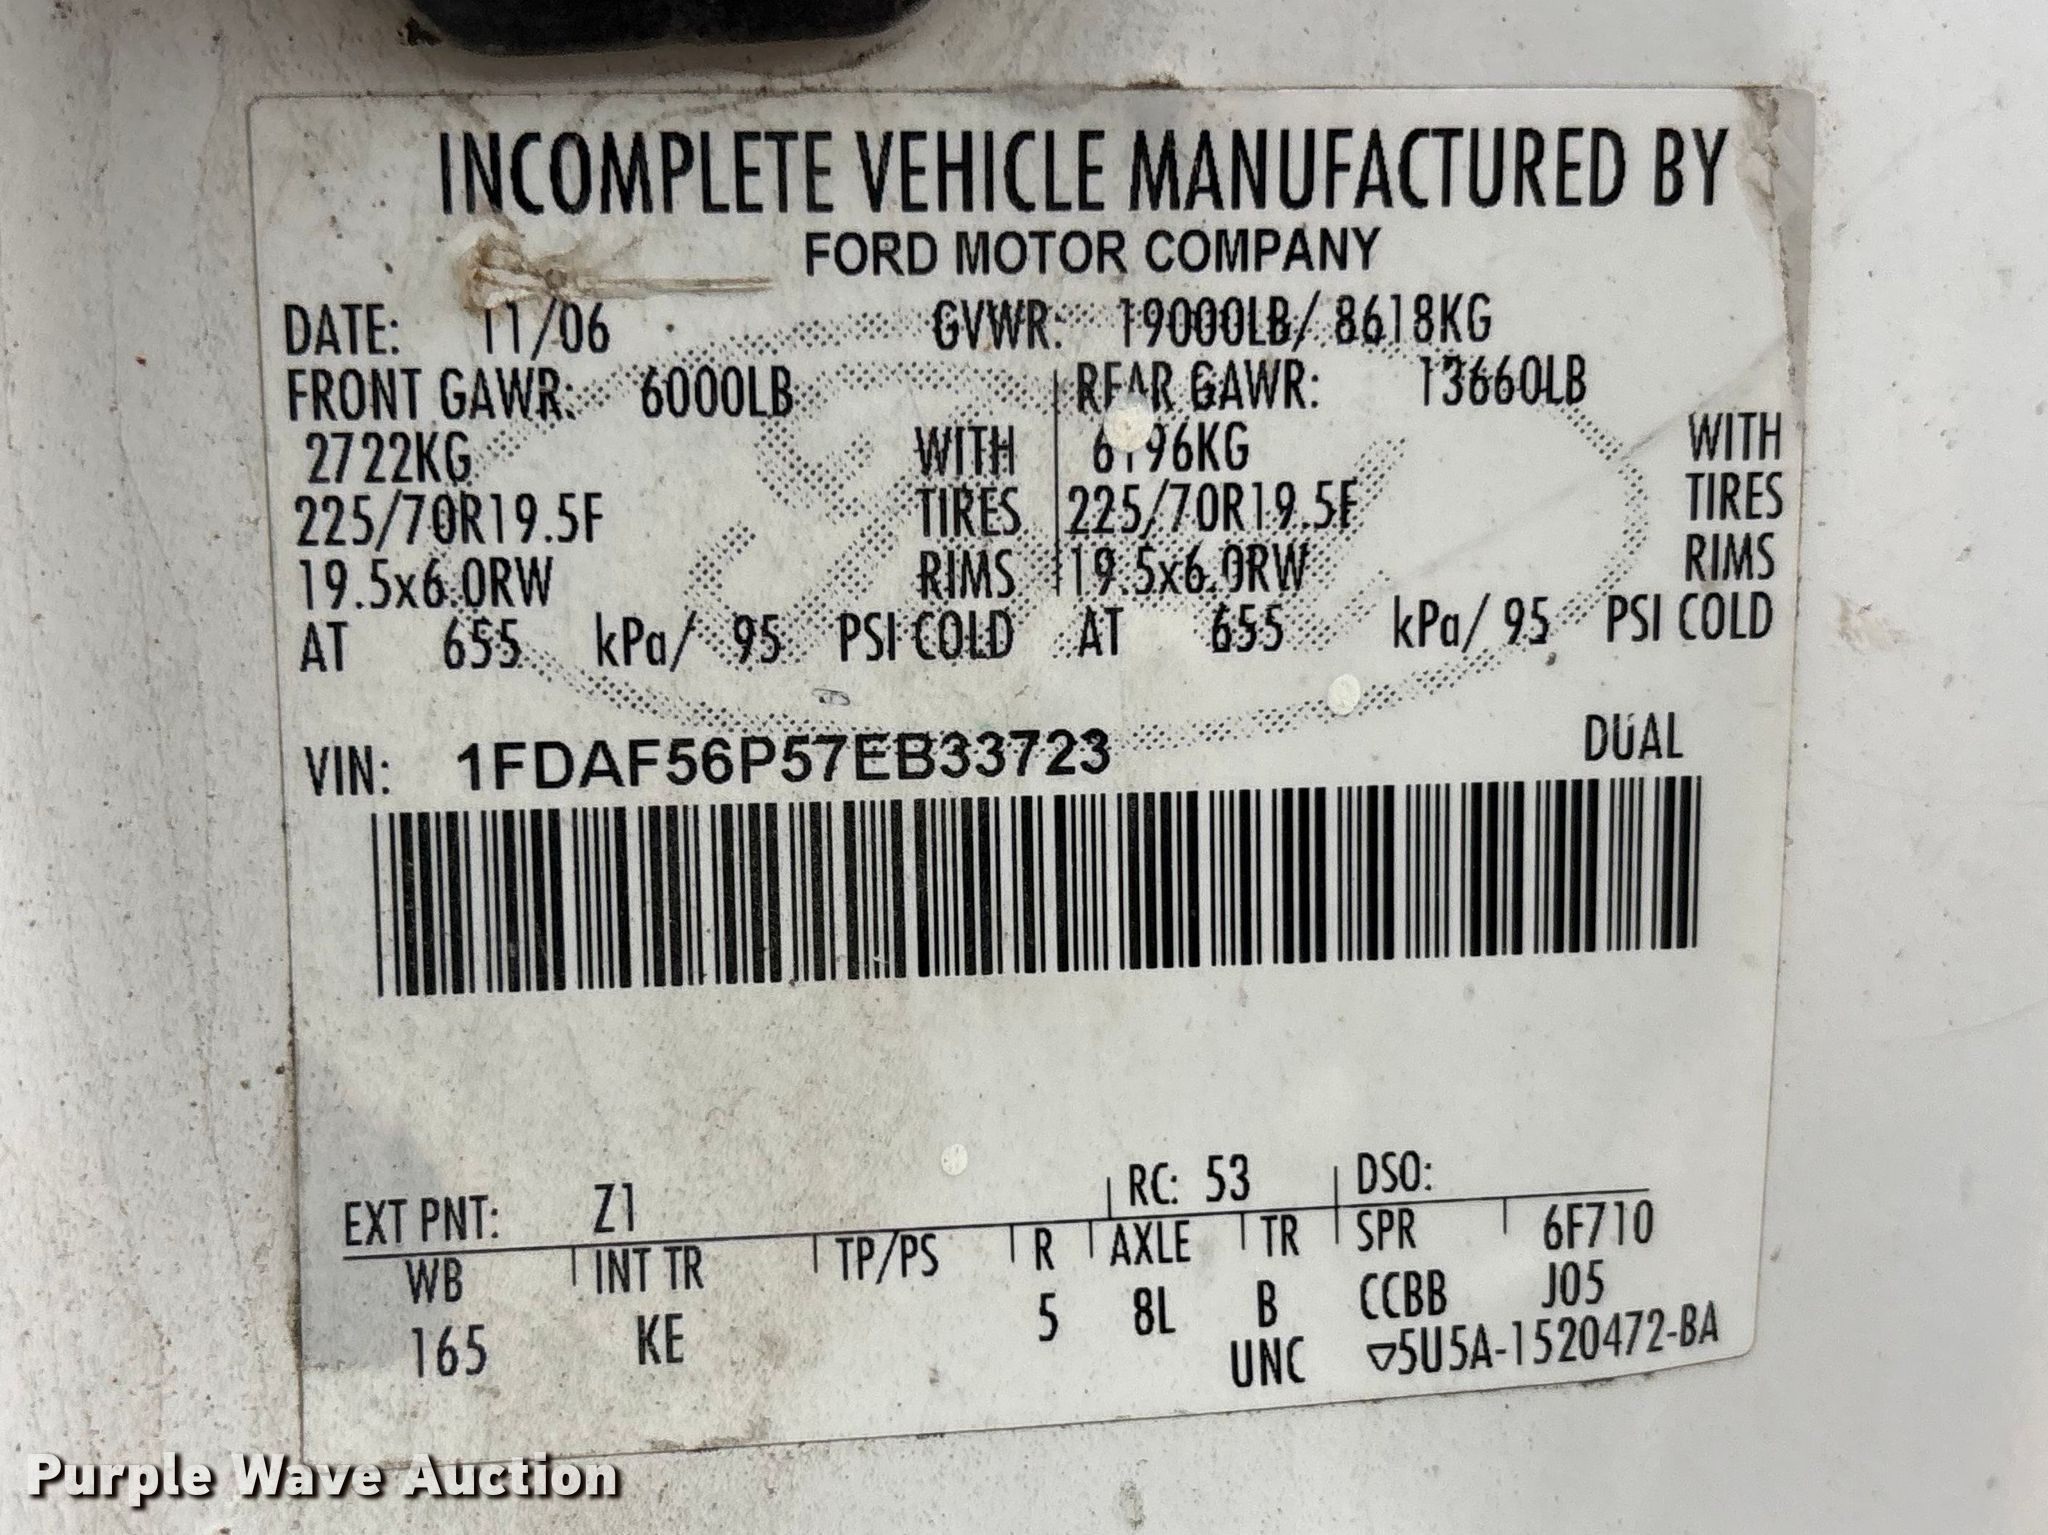 INCOMPLETE VEHICLE MANUFACTURED BY
FORD MOTOR COMPANY
DATE: 11/06 GVWR: 19000LB/ 8618KG
FRONT GAWR: 6000LB REAR GAWR: 13660LB
2722KG WITH 6196KG WITH
225/70R19.5F TIRES 225/70R19.5F TIRES
19.5x6.0RW RIMS 19.5x6.0RW RIMS
AT 655 kPa/ 95 PSI COLD AT 655 kPa/ 95 PSI COLD
VIN: 1FDAF56P57EB33723 DUAL
EXT PNT: Z1 RC: 53 DSO:
WB INT TR TP/PS R AXLE TR SPR 6F710
165 KE 5 8L B CCBB J05
UNC ▽5U5A-1520472-BA
Purple Wave Auction